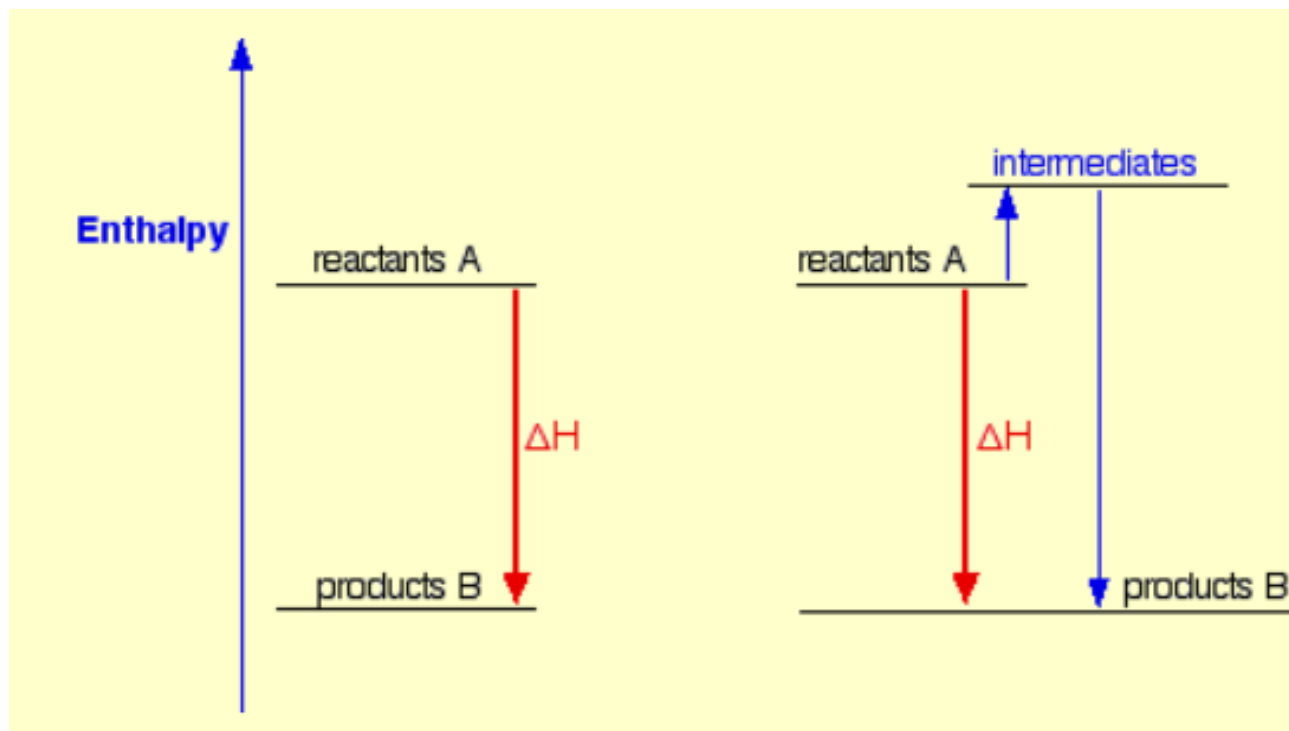 Enthalpy
reactants A
ΔH
products B
intermediates
reactants A
ΔH
products B